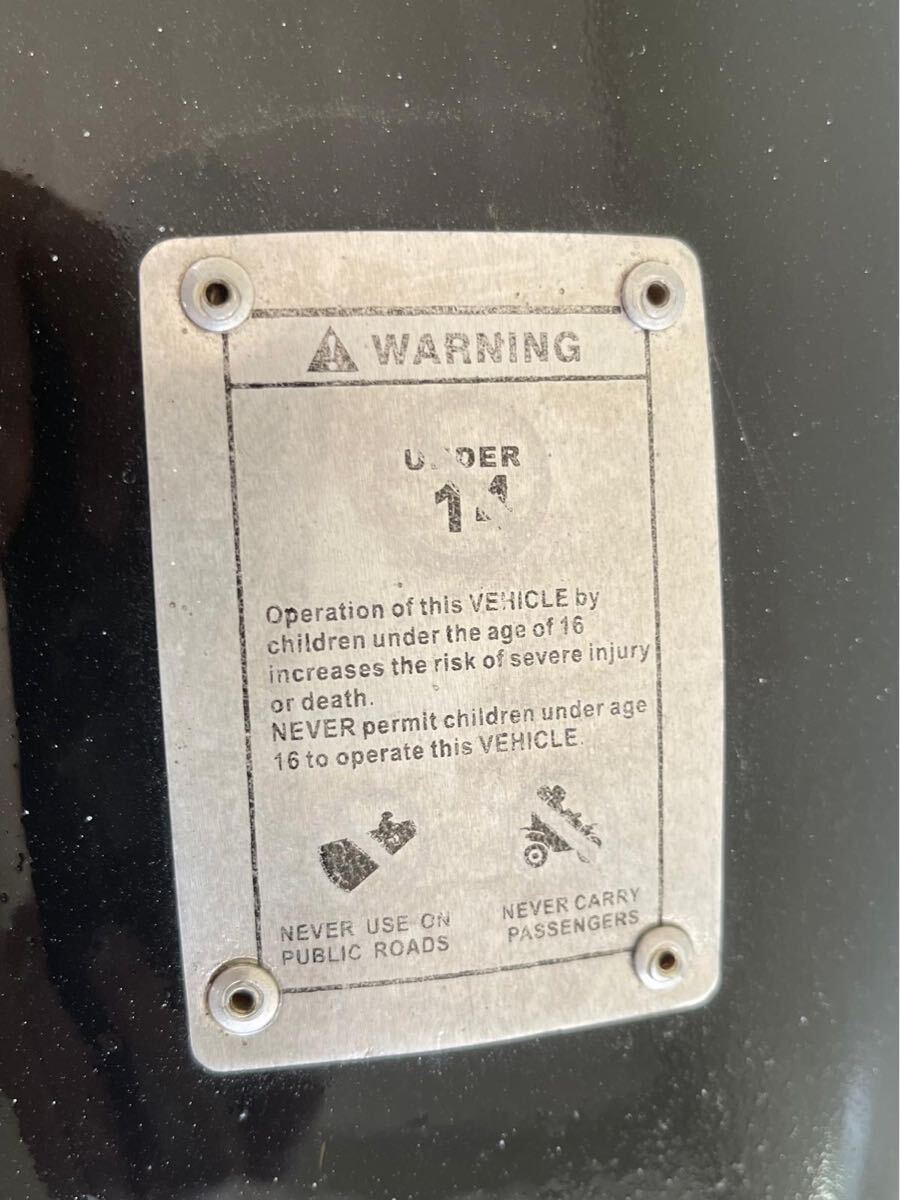 WARNING
UNDER
14
Operation of this VEHICLE by
children under the age of 16
increases the risk of severe injury
or death.
NEVER permit children under age
16 to operate this VEHICLE.
NEVER USE ON
PUBLIC ROADS
NEVER CARRY
PASSENGERS